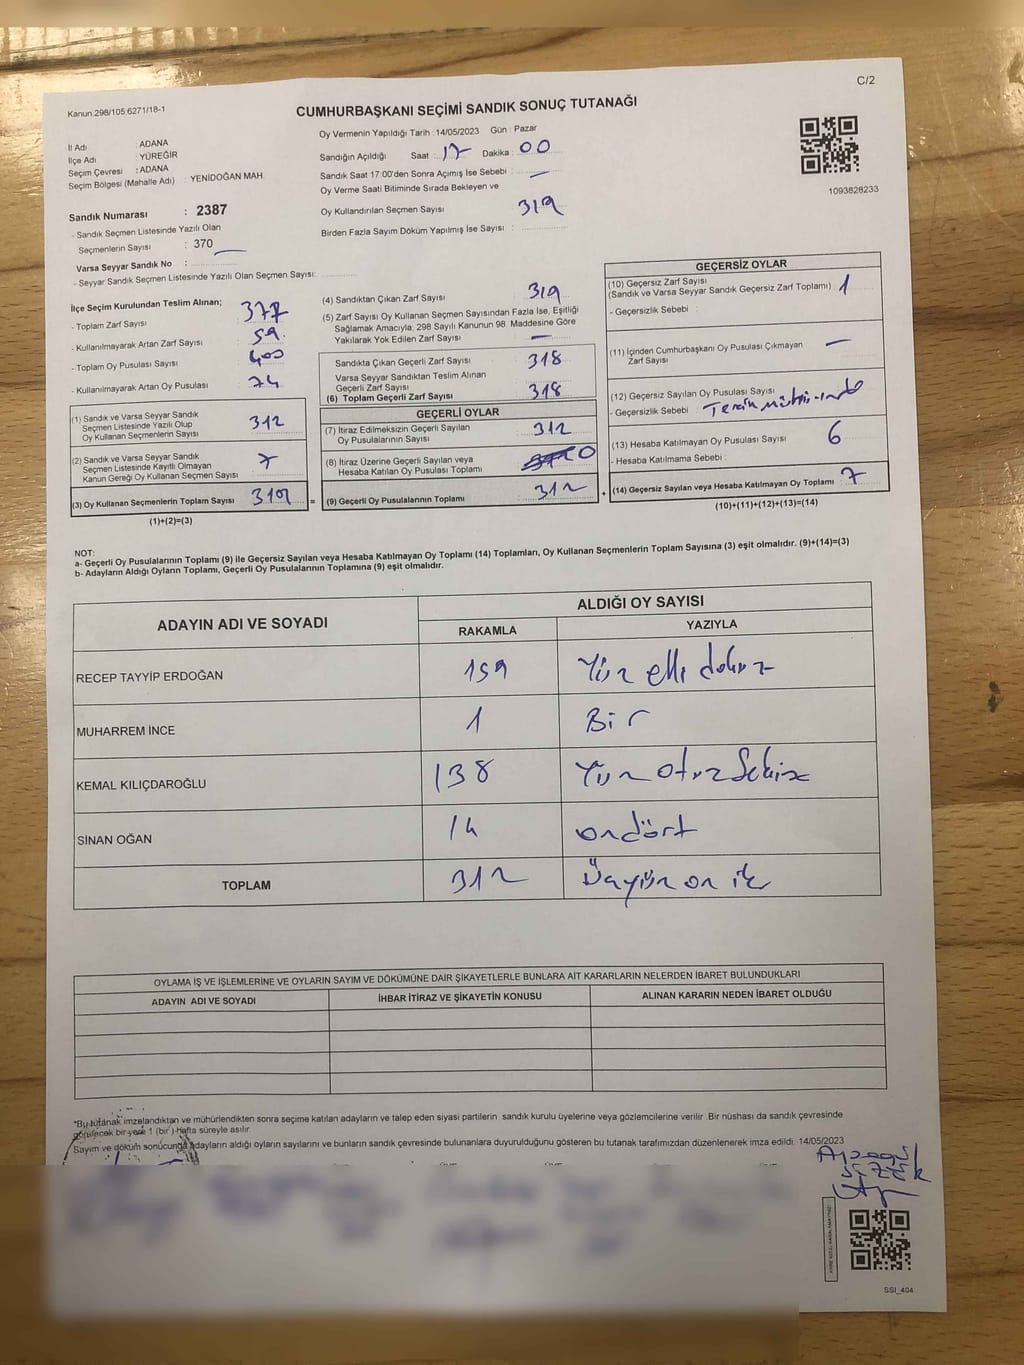 C/2
Kanun:298/105;6271/18-1
CUMHURBAŞKANI SEÇİMİ SANDIK SONUÇ TUTANAĞI
İl Adı : ADANA
İlçe Adı : YÜREĞİR
Seçim Çevresi : ADANA
Seçim Bölgesi (Mahalle Adı) : YENİDOĞAN MAH.
Sandık Numarası : 2387
- Sandık Seçmen Listesinde Yazılı Olan
Seçmenlerin Sayısı : 370
Varsa Seyyar Sandık No :
- Seyyar Sandık Seçmen Listesinde Yazılı Olan Seçmen Sayısı:
Oy Vermenin Yapıldığı Tarih : 14/05/2023 Gün : Pazar
Sandığın Açıldığı Saat : 17 Dakika : 00
Sandık Saat 17:00'den Sonra Açımış İse Sebebi : —
Oy Verme Saati Bitiminde Sırada Bekleyen ve
Oy Kullandırılan Seçmen Sayısı 319
Birden Fazla Sayım Döküm Yapılmış İse Sayısı :
1093828233
İlçe Seçim Kurulundan Teslim Alınan;
- Toplam Zarf Sayısı 377
- Kullanılmayarak Artan Zarf Sayısı 59
- Toplam Oy Pusulası Sayısı 400
- Kullanılmayarak Artan Oy Pusulası 74
(1) Sandık ve Varsa Seyyar Sandık
Seçmen Listesinde Yazılı Olup
Oy Kullanan Seçmenlerin Sayısı 312
(2) Sandık ve Varsa Seyyar Sandık
Seçmen Listesinde Kayıtlı Olmayan
Kanun Gereği Oy Kullanan Seçmen Sayısı 7
(3) Oy Kullanan Seçmenlerin Toplam Sayısı 319 =
(1)+(2)=(3)
(4) Sandıktan Çıkan Zarf Sayısı 319
(5) Zarf Sayısı Oy Kullanan Seçmen Sayısından Fazla İse, Eşitliği
Sağlamak Amacıyla; 298 Sayılı Kanunun 98. Maddesine Göre
Yakılarak Yok Edilen Zarf Sayısı —
Sandıkta Çıkan Geçerli Zarf Sayısı 318
Varsa Seyyar Sandıktan Teslim Alınan
Geçerli Zarf Sayısı
(6) Toplam Geçerli Zarf Sayısı 318
GEÇERLİ OYLAR
(7) İtiraz Edilmeksizin Geçerli Sayılan
Oy Pusulalarının Sayısı 312
(8) İtiraz Üzerine Geçerli Sayılan veya
Hesaba Katılan Oy Pusulası Toplamı 0
(9) Geçerli Oy Pusulalarının Toplamı 312 +
GEÇERSİZ OYLAR
(10) Geçersiz Zarf Sayısı
(Sandık ve Varsa Seyyar Sandık Geçersiz Zarf Toplamı) 1
- Geçersizlik Sebebi :
(11) İçinden Cumhurbaşkanı Oy Pusulası Çıkmayan
Zarf Sayısı —
(12) Geçersiz Sayılan Oy Pusulası Sayısı
- Geçersizlik Sebebi :
(13) Hesaba Katılmayan Oy Pusulası Sayısı 6
- Hesaba Katılmama Sebebi :
(14) Geçersiz Sayılan veya Hesaba Katılmayan Oy Toplamı : 7
(10)+(11)+(12)+(13)=(14)
NOT:
a- Geçerli Oy Pusulalarının Toplamı (9) ile Geçersiz Sayılan veya Hesaba Katılmayan Oy Toplamı (14) Toplamları, Oy Kullanan Seçmenlerin Toplam Sayısına (3) eşit olmalıdır. (9)+(14)=(3)
b- Adayların Aldığı Oyların Toplamı, Geçerli Oy Pusulalarının Toplamına (9) eşit olmalıdır.
ADAYIN ADI VE SOYADI ALDIĞI OY SAYISI
RAKAMLA YAZIYLA
RECEP TAYYİP ERDOĞAN 159 Yüz elli dokuz
MUHARREM İNCE 1 Bir
KEMAL KILIÇDAROĞLU 138 Yüz otuz Sekiz
SİNAN OĞAN 14 ondört
TOPLAM 312 Üçyüz on iki
OYLAMA İŞ VE İŞLEMLERİNE VE OYLARIN SAYIM VE DÖKÜMÜNE DAİR ŞİKAYETLERLE BUNLARA AİT KARARLARIN NELERDEN İBARET BULUNDUKLARI
ADAYIN ADI VE SOYADI İHBAR İTİRAZ VE ŞİKAYETİN KONUSU ALINAN KARARIN NEDEN İBARET OLDUĞU
*Bu tutanak imzalandıktan ve mühürlendikten sonra seçime katılan adayların ve talep eden siyasi partilerin sandık kurulu üyelerine veya gözlemcilerine verilir. Bir nüshası da sandık çevresinde
görülecek bir yere 1 (bir) Hafta süreyle asılır.
Sayım ve döküm sonucunda adayların aldığı oyların sayılarını ve bunların sandık çevresinde bulunanlara duyurulduğunu gösteren bu tutanak tarafımızdan düzenlenerek imza edildi. 14/05/2023
SSI_404